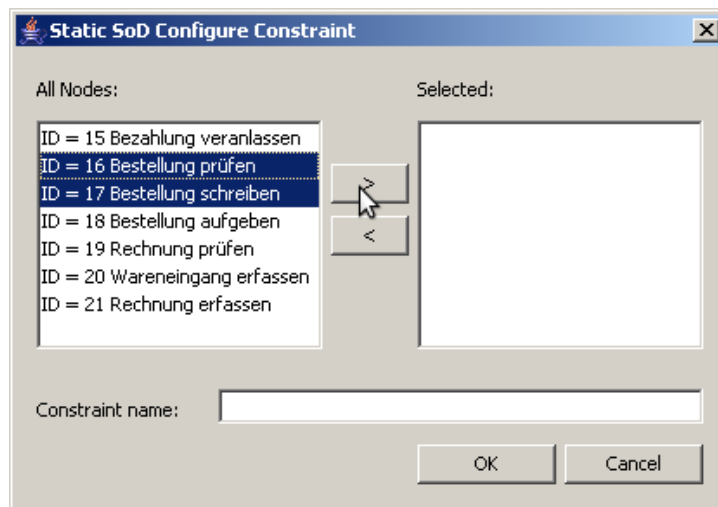 Static SoD Configure Constraint
All Nodes:
Selected:
ID = 15 Bezahlung veranlassen
ID = 16 Bestellung prüfen
ID = 17 Bestellung schreiben
ID = 18 Bestellung aufgeben
ID = 19 Rechnung prüfen
ID = 20 Wareneingang erfassen
ID = 21 Rechnung erfassen
>
<
Constraint name:
OK
Cancel